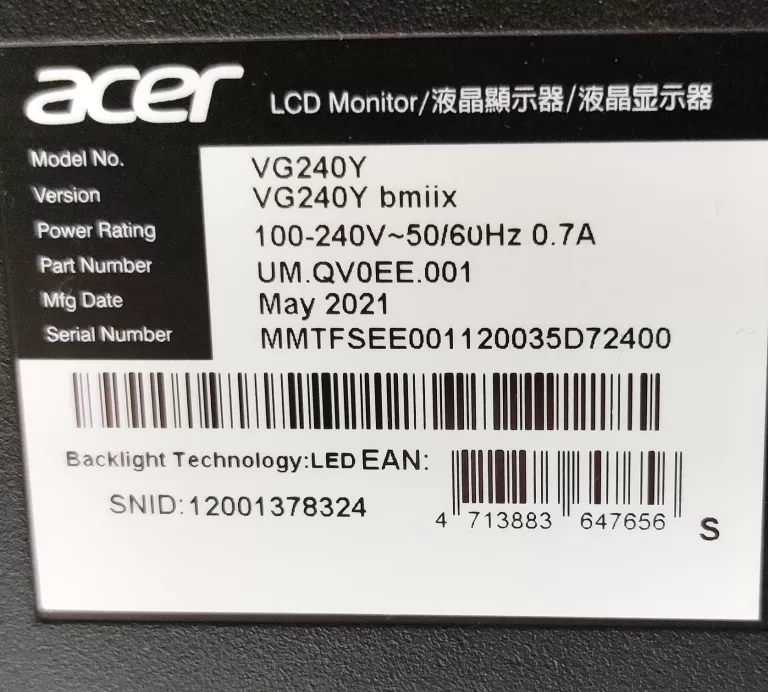 acer LCD Monitor/液晶顯示器/液晶显示器
Model No. VG240Y
Version VG240Y bmiix
Power Rating 100-240V~50/60Hz 0.7A
Part Number UM.QV0EE.001
Mfg Date May 2021
Serial Number MMTFSEE001120035D72400
Backlight Technology:LED EAN:
SNID:12001378324
4 713883 647656 S